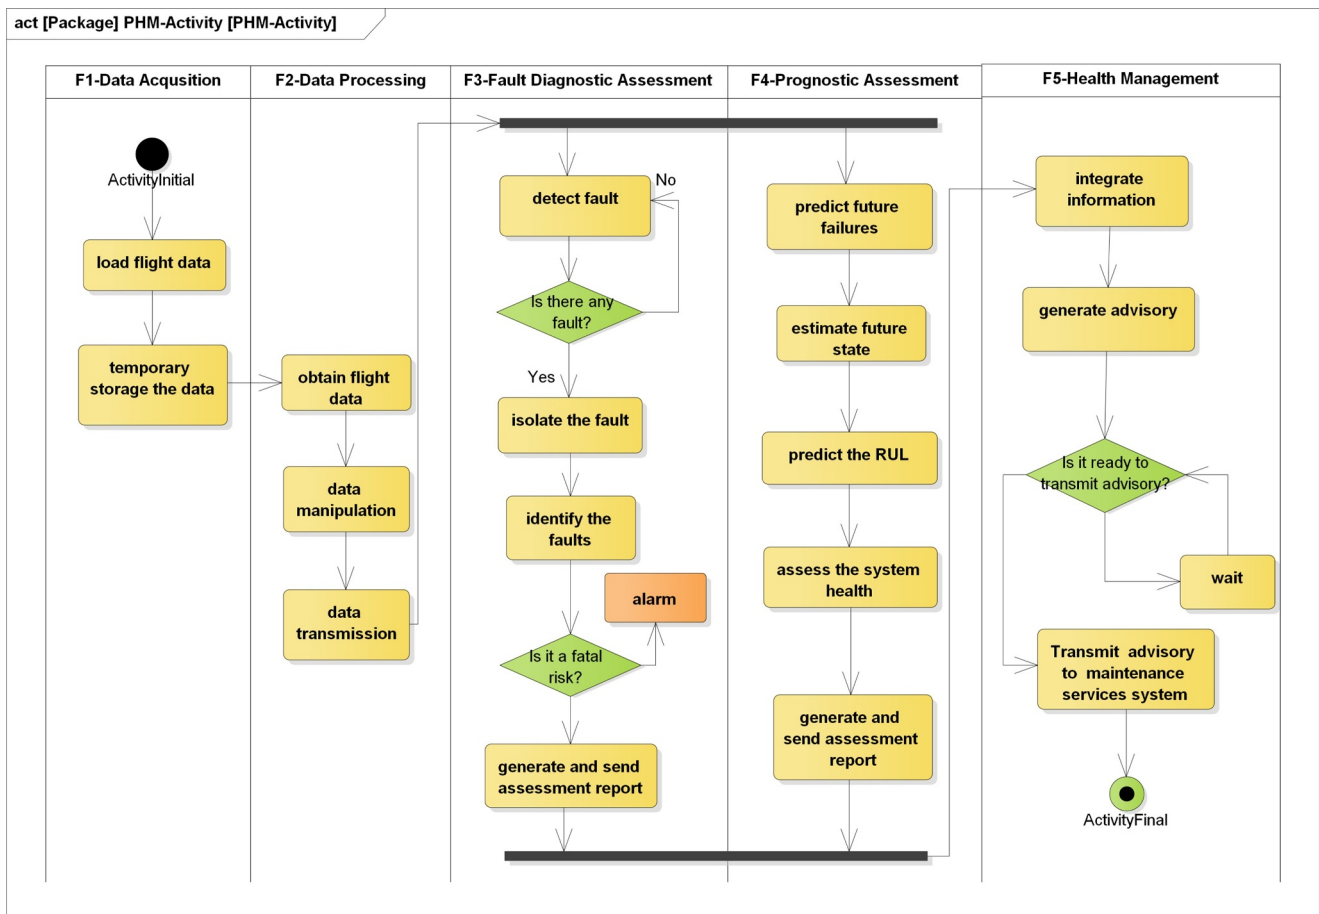 act [Package] PHM-Activity [PHM-Activity]
F1-Data Acqusition
F2-Data Processing
F3-Fault Diagnostic Assessment
F4-Prognostic Assessment
F5-Health Management
ActivityInitial
load flight data
temporary
storage the data
obtain flight
data
data
manipulation
data
transmission
detect fault
No
Is there any
fault?
Yes
isolate the fault
identify the
faults
alarm
Is it a fatal
risk?
generate and send
assessment report
predict future
failures
estimate future
state
predict the RUL
assess the system
health
generate and
send assessment
report
integrate
information
generate advisory
Is it ready to
transmit advisory?
wait
Transmit advisory
to maintenance
services system
ActivityFinal